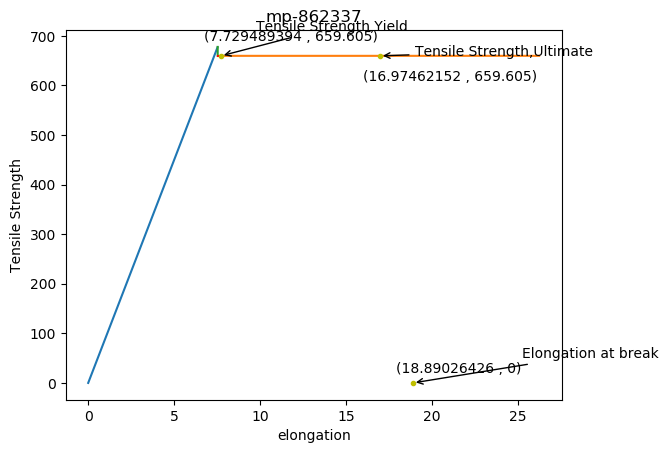 mp-862337
Tensile Strength Yield
(7.729489394 , 659.605)
Tensile Strength,Ultimate
(16.97462152 , 659.605)
Elongation at break
(18.89026426 , 0)
Tensile Strength
700
600
500
400
300
200
100
0
0 5 10 15 20 25
elongation